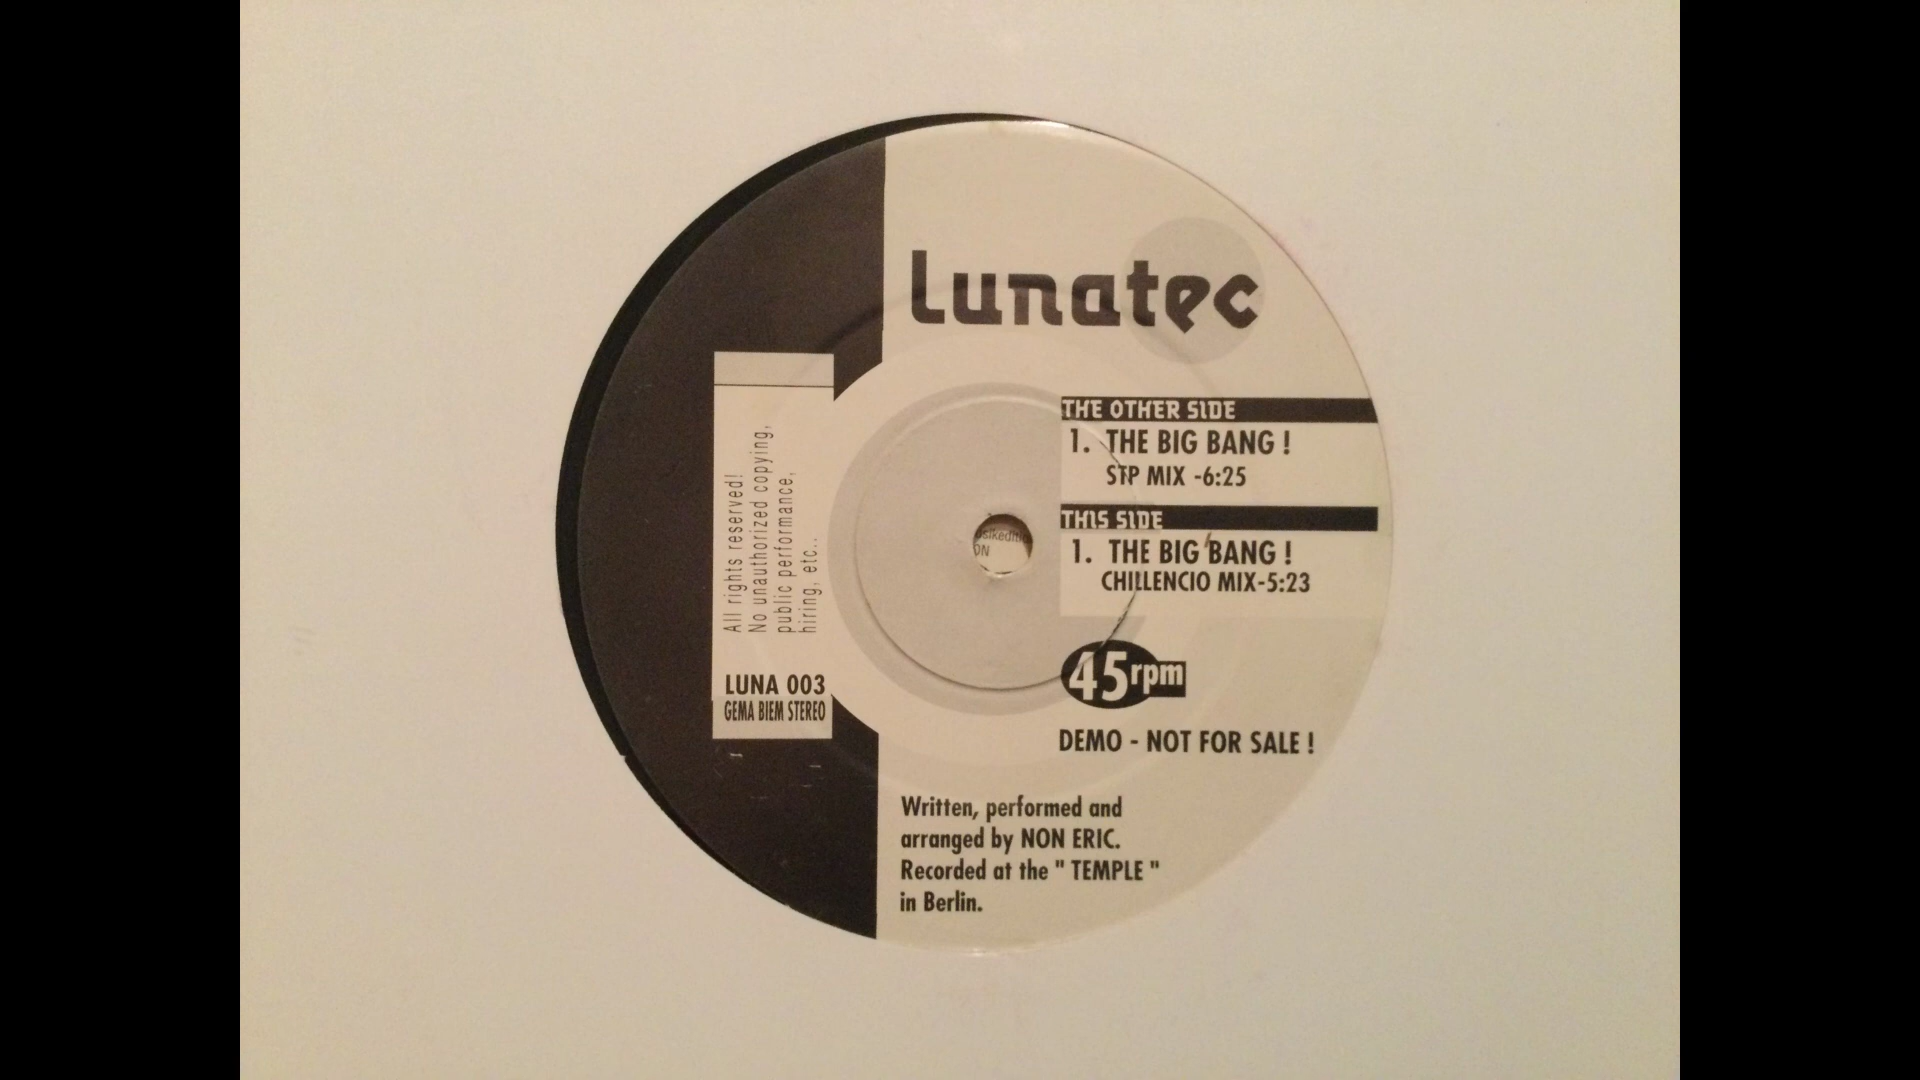 Lunatec
THE OTHER SIDE
1. THE BIG BANG !
STP MIX -6:25
THIS SIDE
1. THE BIG BANG !
CHILLENCIO MIX-5:23
45rpm
DEMO - NOT FOR SALE !
Written, performed and
arranged by NON ERIC.
Recorded at the " TEMPLE "
in Berlin.
All rights reserved!
No unauthorized copying,
public performance,
hiring, etc..
LUNA 003
GEMA BIEM STEREO